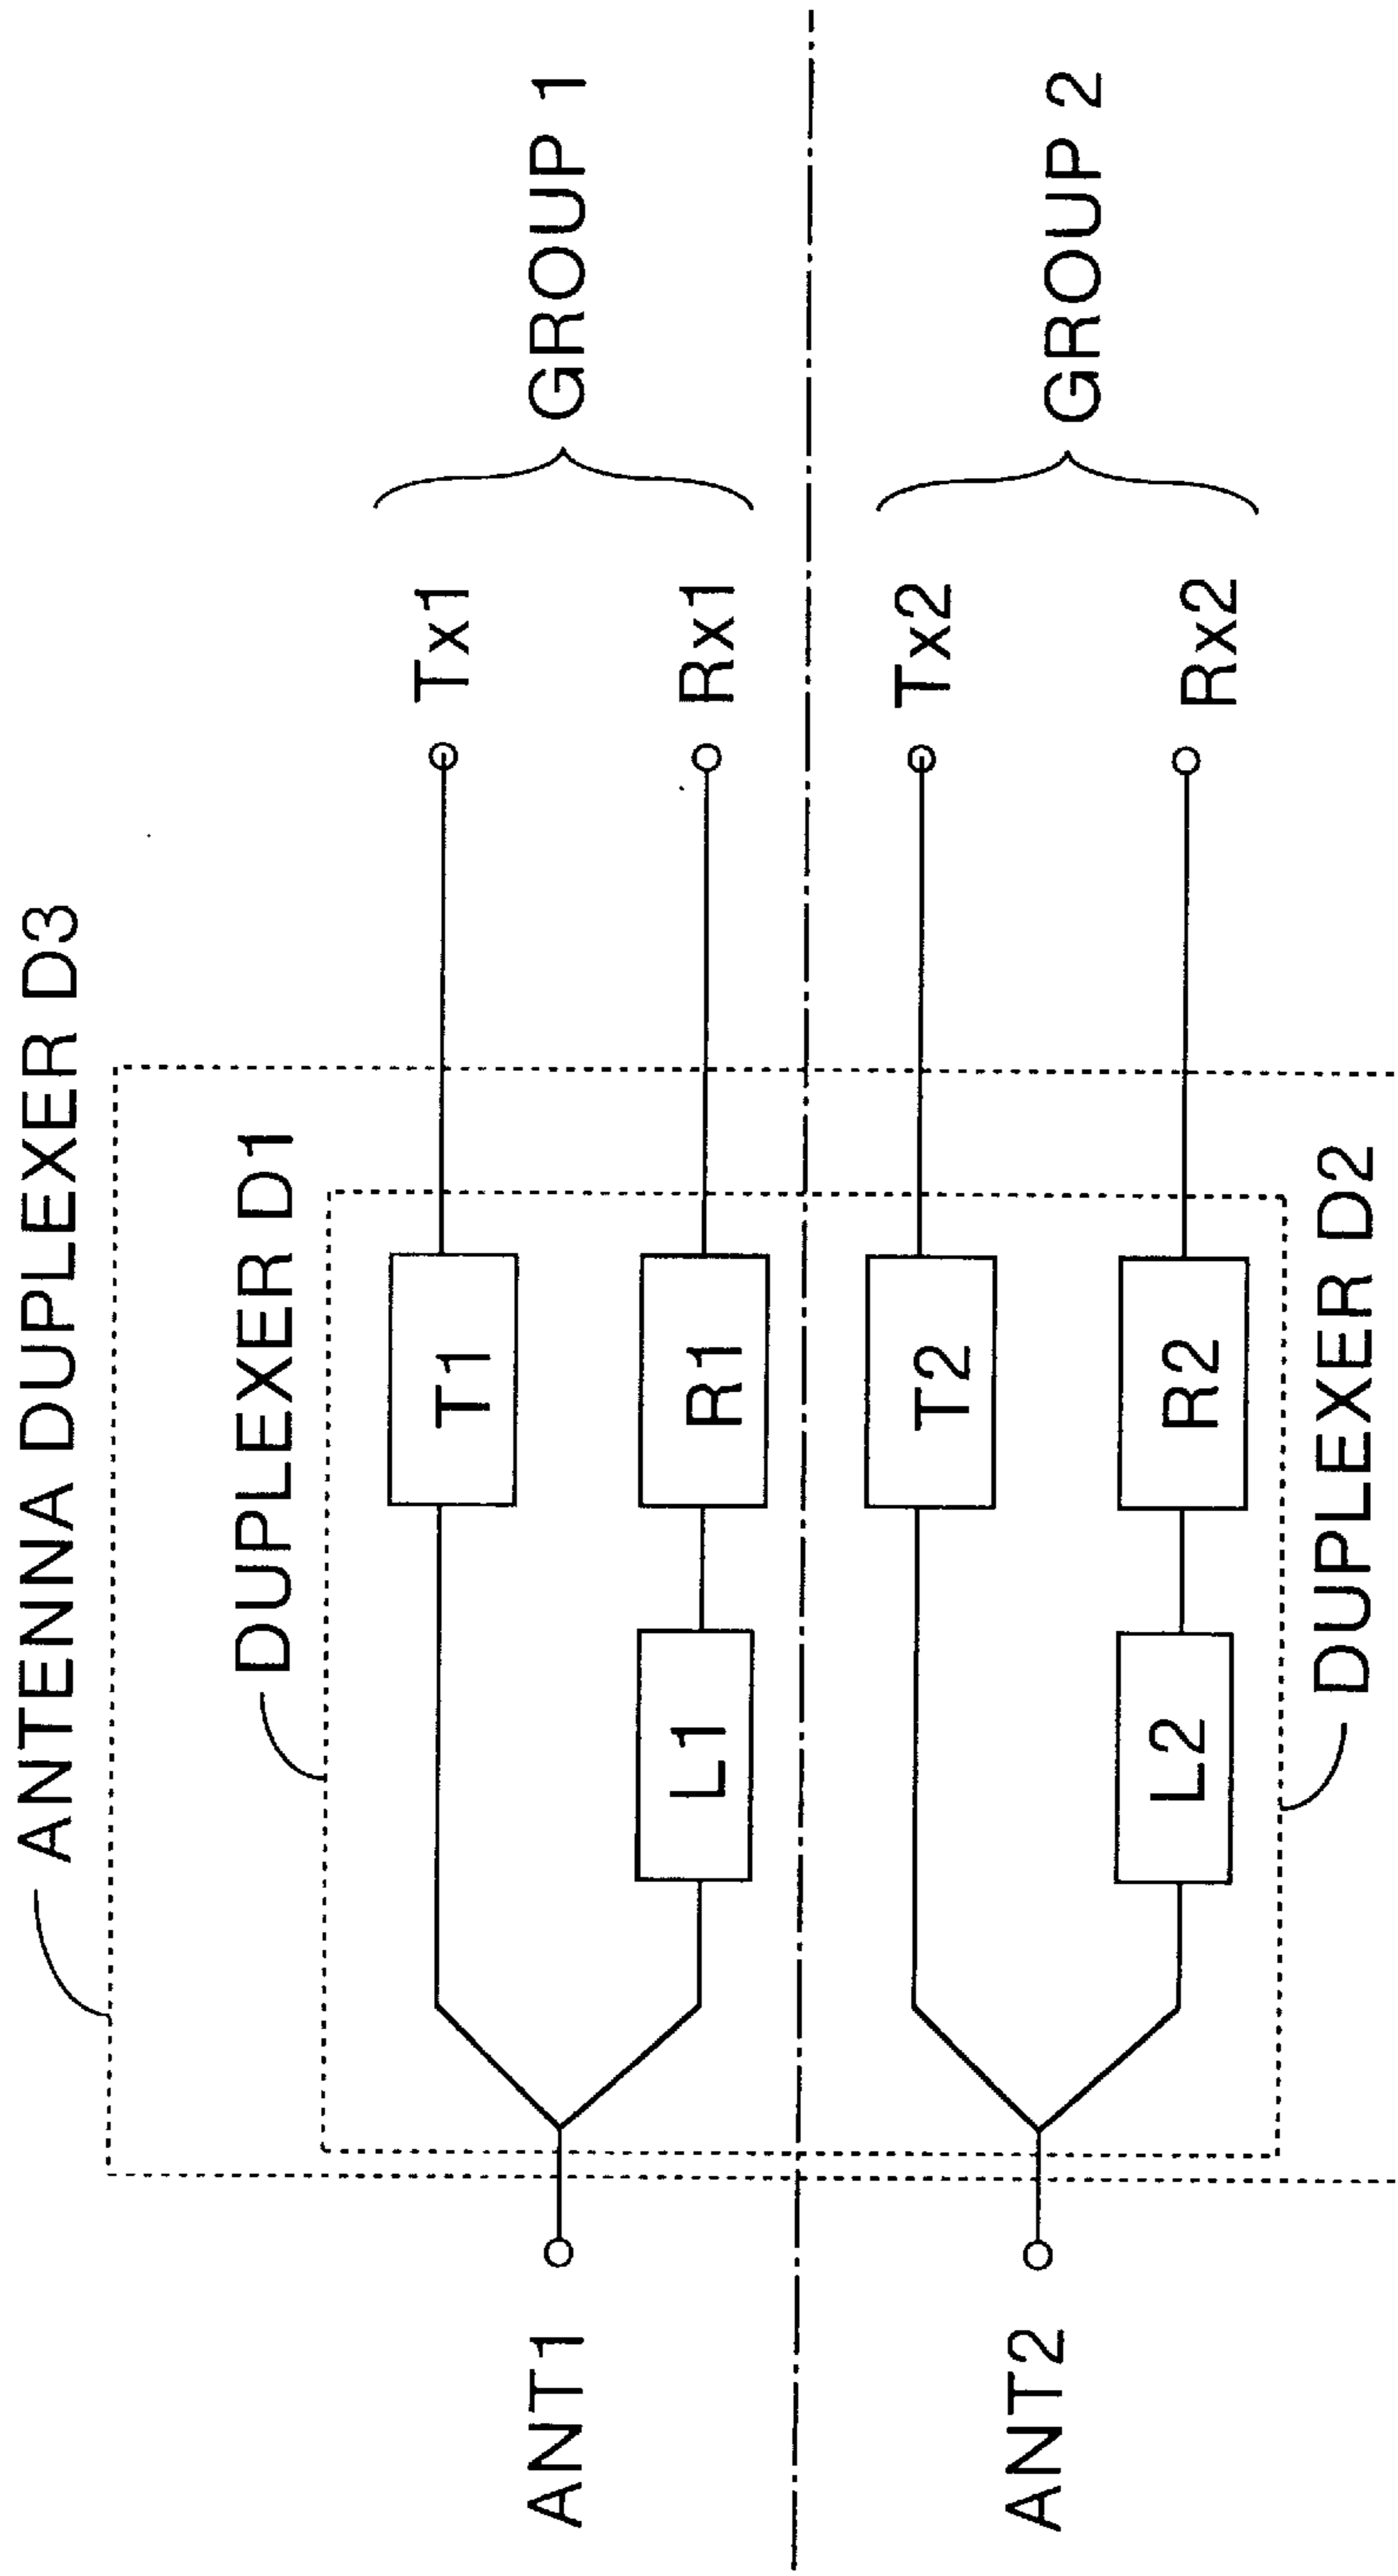 ANTENNA DUPLEXER D3
DUPLEXER D1
T1
Tx1
GROUP 1
ANT1
L1
R1
Rx1
T2
Tx2
GROUP 2
ANT2
L2
R2
Rx2
DUPLEXER D2